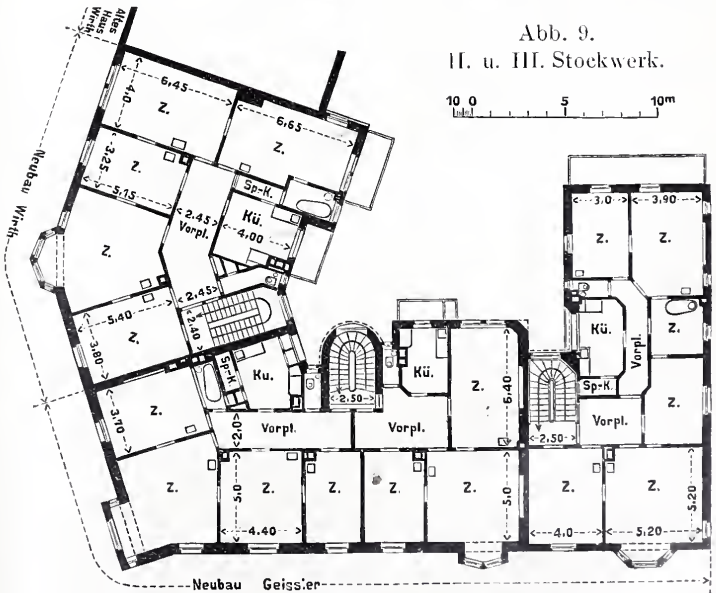 Altes
Haus
Wirth
Abb. 9.
II. u. III. Stockwerk.
10 0 5 10m
6,45
4,0
Z.
6,65
Z.
3,25
Z.
5,15
Sp-K.
Neubau Wirth
2,45
Vorpl.
Kü.
4,00
Z.
2,45
5,40
Z.
2,40
3,80
3,0
3,90
Z.
Z.
Kü.
Vorpl.
Z.
Sp-K.
Z.
Vorpl.
2,50
3,70
Z.
Sp-K.
Ku.
2,50
Kü.
Z.
6,40
2,0
Vorpl.
Vorpl.
Z.
5,0
Z.
4,40
Z.
Z.
Z.
5,0
Z.
4,0
Z.
5,20
5,20
Neubau Geissler